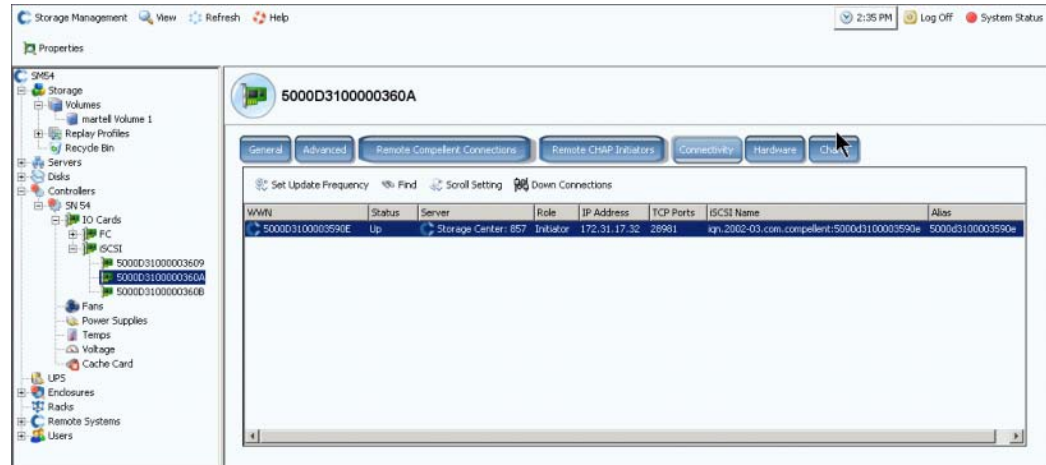 Storage Management View Refresh Help 2:35 PM Log Off System Status
Properties
SM54
Storage
Volumes
martell Volume 1
Replay Profiles
Recycle Bin
Servers
Disks
Controllers
SN 54
IO Cards
FC
iSCSI
5000D31000003609
5000D3100000360A
5000D3100000360B
Fans
Power Supplies
Temps
Voltage
Cache Card
UPS
Enclosures
Racks
Remote Systems
Users
5000D3100000360A
General Advanced Remote Compellent Connections Remote CHAP Initiators Connectivity Hardware
Set Update Frequency Find Scroll Setting Down Connections
WWN Status Server Role IP Address TCP Ports iSCSI Name Alias
5000D3100003590E Up Storage Center: 857 Initiator 172.31.17.32 28981 iqn.2002-03.com.compellent:5000d3100003590e 5000d3100003590e